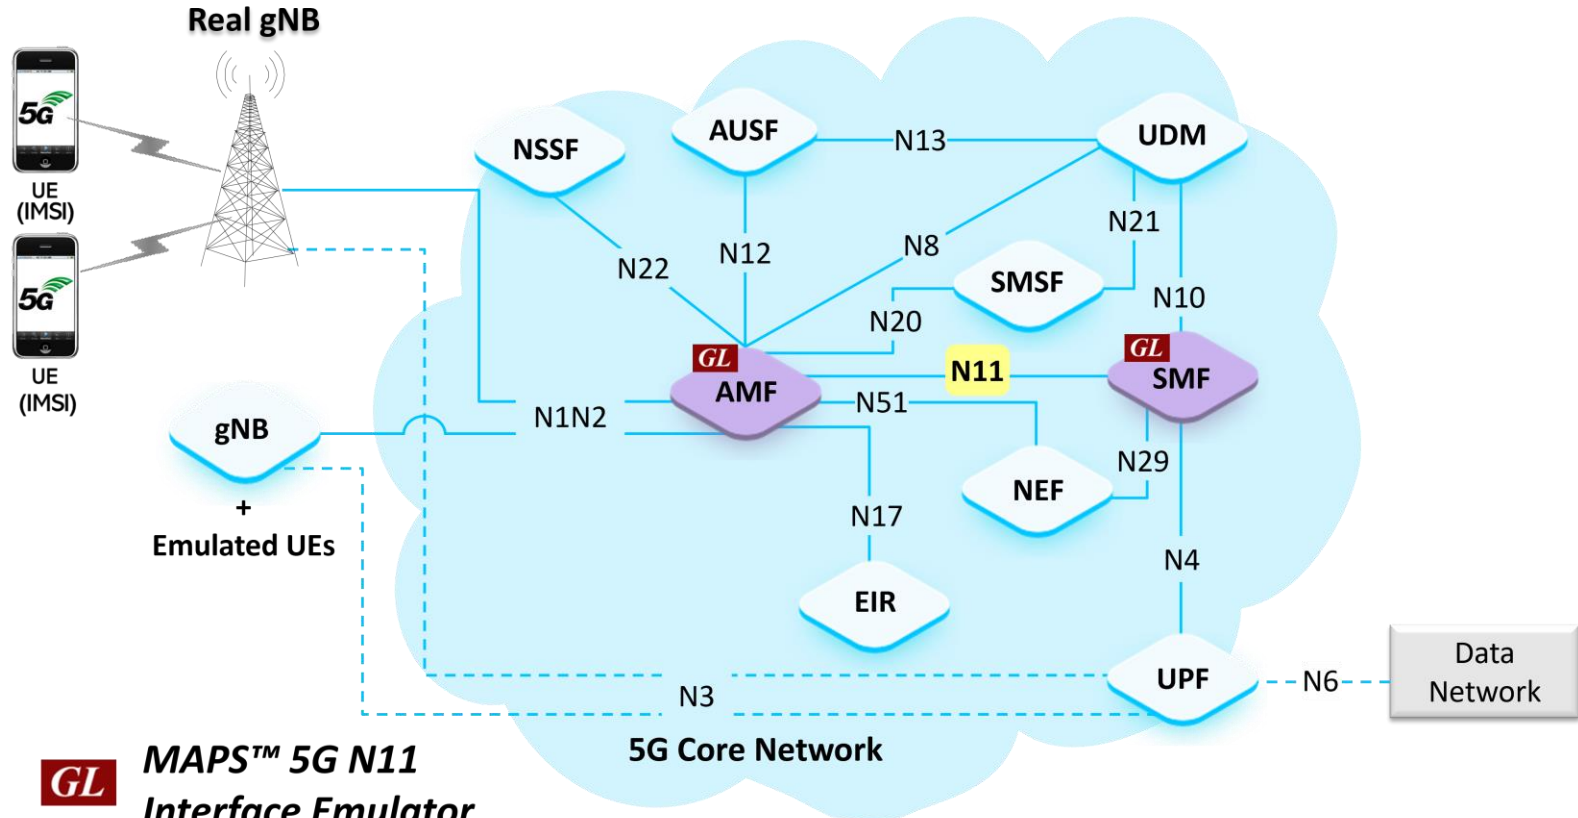 Real gNB
5G
UE
(IMSI)
5G
UE
(IMSI)
NSSF
AUSF
N13
UDM
N22
N12
N8
N21
SMSF
N20
N10
GL
AMF
N11
GL
SMF
N51
N1N2
gNB
+
Emulated UEs
N29
NEF
N17
N4
EIR
N3
UPF
N6
Data
Network
5G Core Network
GL
MAPS™ 5G N11
Interface Emulator